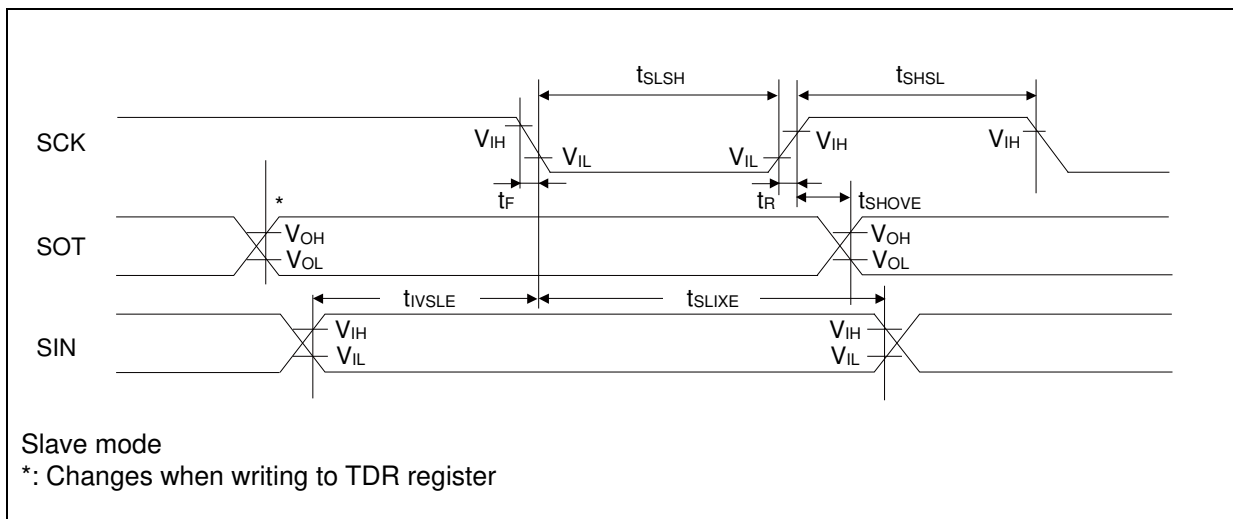 tSLSH
tSHSL
SCK
VIH
VIL
VIL
VIH
VIH
tF
tR
tSHOVE
*
SOT
VOH
VOL
VOH
VOL
tIVSLE
tSLIXE
SIN
VIH
VIL
VIH
VIL
Slave mode
*: Changes when writing to TDR register